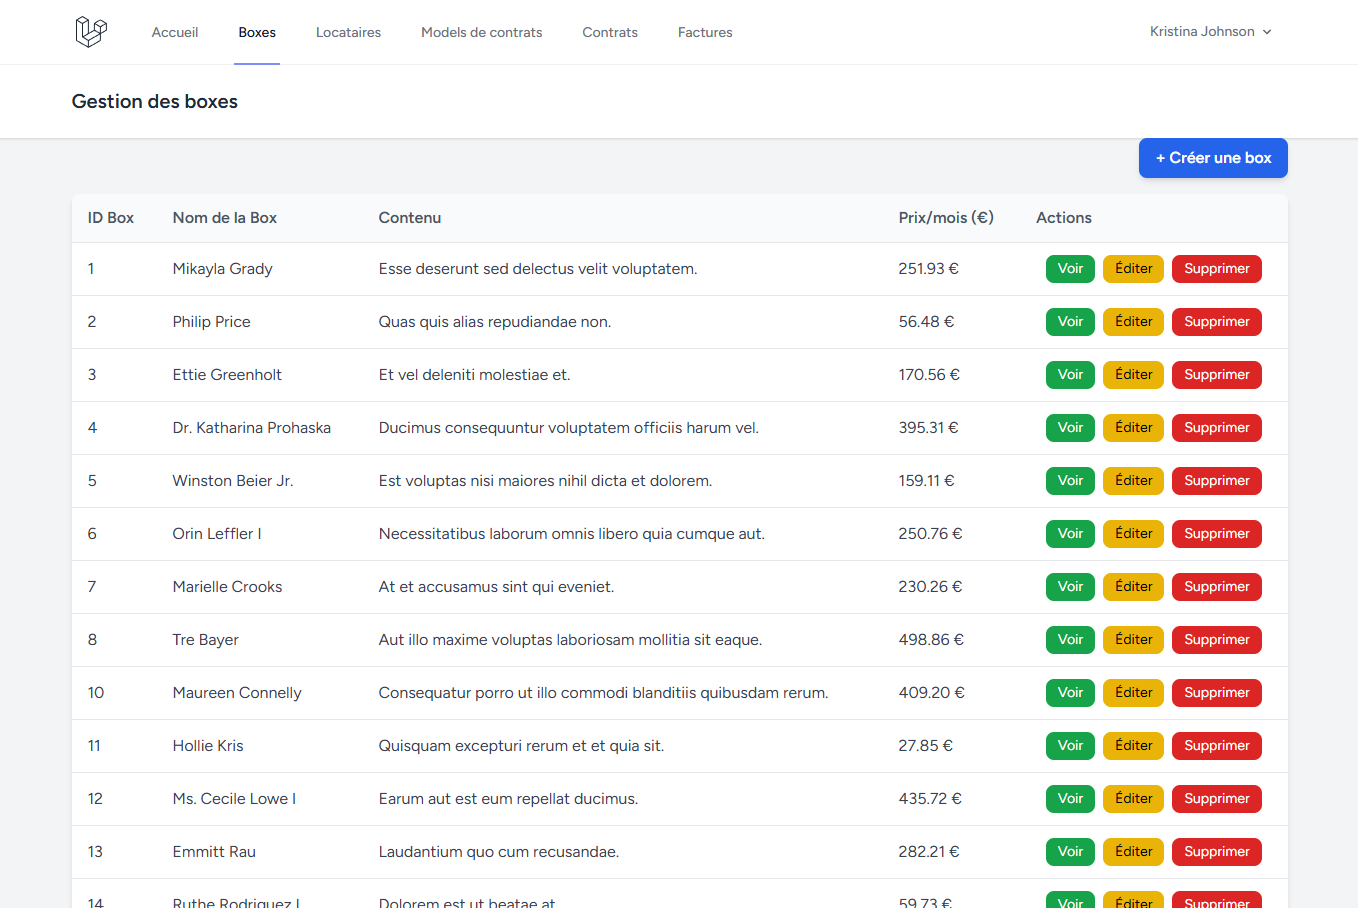 Accueil Boxes Locataires Models de contrats Contrats Factures Kristina Johnson
Gestion des boxes
+ Créer une box
ID Box Nom de la Box Contenu Prix/mois (€) Actions
1 Mikayla Grady Esse deserunt sed delectus velit voluptatem. 251.93 € Voir Éditer Supprimer
2 Philip Price Quas quis alias repudiandae non. 56.48 € Voir Éditer Supprimer
3 Ettie Greenholt Et vel deleniti molestiae et. 170.56 € Voir Éditer Supprimer
4 Dr. Katharina Prohaska Ducimus consequuntur voluptatem officiis harum vel. 395.31 € Voir Éditer Supprimer
5 Winston Beier Jr. Est voluptas nisi maiores nihil dicta et dolorem. 159.11 € Voir Éditer Supprimer
6 Orin Leffler I Necessitatibus laborum omnis libero quia cumque aut. 250.76 € Voir Éditer Supprimer
7 Marielle Crooks At et accusamus sint qui eveniet. 230.26 € Voir Éditer Supprimer
8 Tre Bayer Aut illo maxime voluptas laboriosam mollitia sit eaque. 498.86 € Voir Éditer Supprimer
10 Maureen Connelly Consequatur porro ut illo commodi blanditiis quibusdam rerum. 409.20 € Voir Éditer Supprimer
11 Hollie Kris Quisquam excepturi rerum et et quia sit. 27.85 € Voir Éditer Supprimer
12 Ms. Cecile Lowe I Earum aut est eum repellat ducimus. 435.72 € Voir Éditer Supprimer
13 Emmitt Rau Laudantium quo cum recusandae. 282.21 € Voir Éditer Supprimer
14 Ruthe Rodriguez I Dolorem est ut beatae at. 59.73 € Voir Éditer Supprimer